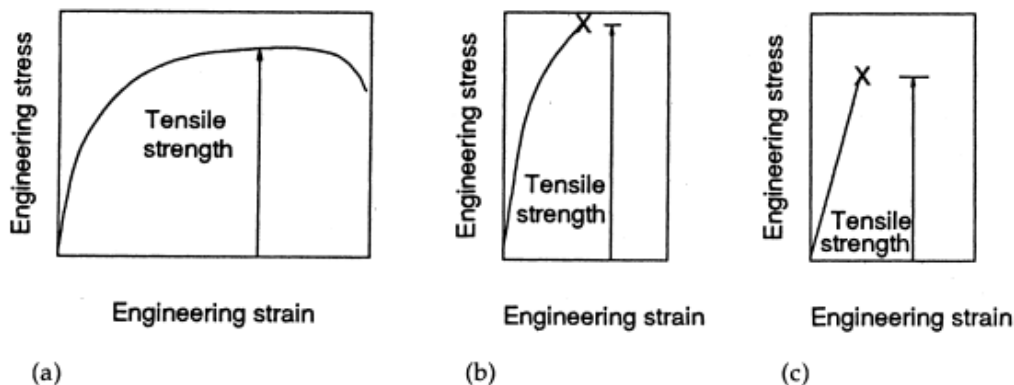 Engineering stress
Tensile
strength
Engineering strain
(a)
Engineering stress
X
Tensile
strength
Engineering strain
(b)
Engineering stress
X
Tensile
strength
Engineering strain
(c)